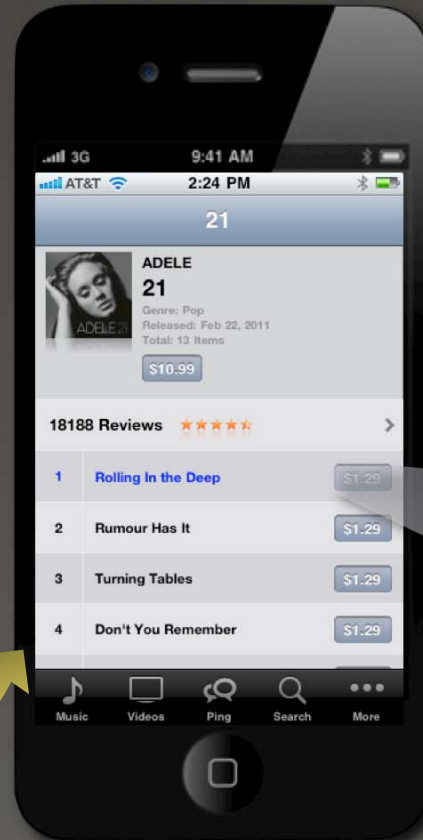 3G 9:41 AM
AT&T 2:24 PM
21
ADELE
21
Genre: Pop
Released: Feb 22, 2011
Total: 13 Items
$10.99
ADELE 21
18188 Reviews
1 Rolling In the Deep $1.29
2 Rumour Has It $1.29
3 Turning Tables $1.29
4 Don't You Remember $1.29
Music Videos Ping Search More